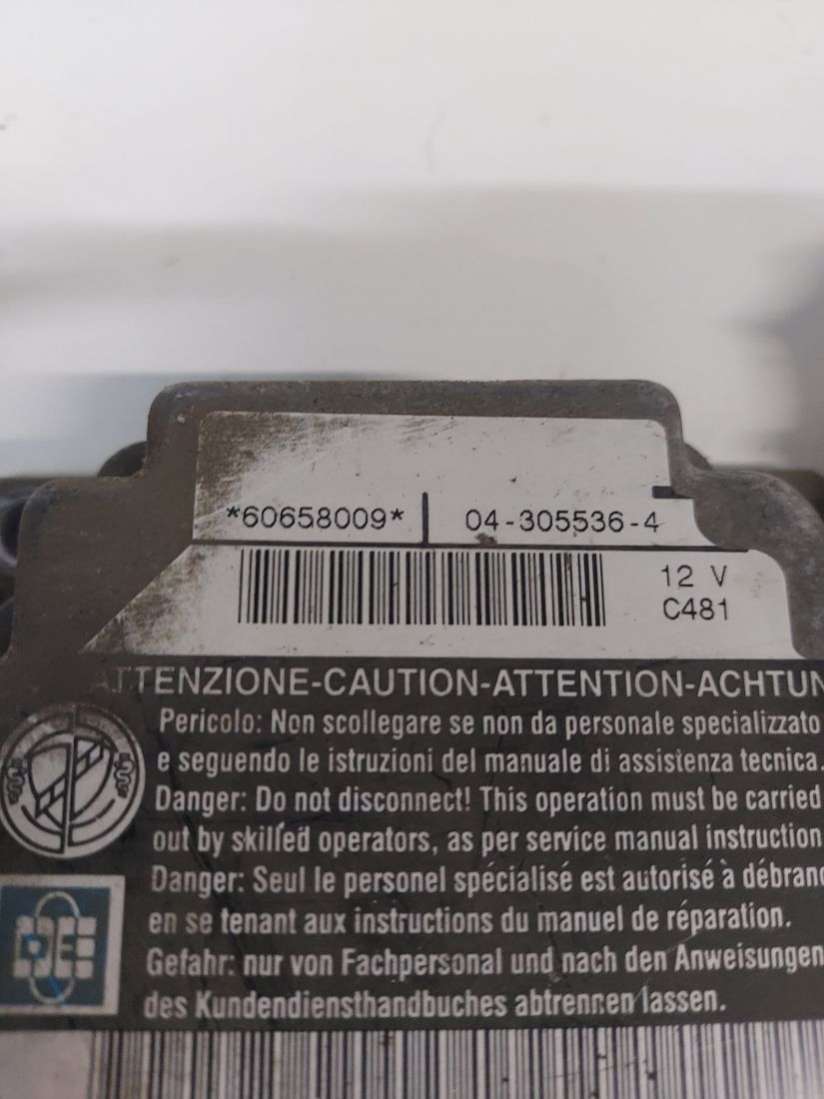 *60658009* 04-305536-4
12 V
C481
ATTENZIONE-CAUTION-ATTENTION-ACHTUN
Pericolo: Non scollegare se non da personale specializzato
e seguendo le istruzioni del manuale di assistenza tecnica.
Danger: Do not disconnect! This operation must be carried
out by skilled operators, as per service manual instruction
Danger: Seul le personel spécialisé est autorisé à débranc
en se tenant aux instructions du manuel de réparation.
Gefahr: nur von Fachpersonal und nach den Anweisungen
des Kundendiensthandbuches abtrennen lassen.